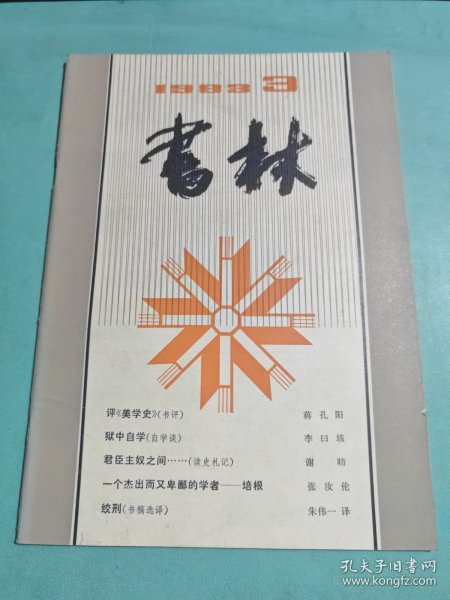 1983 3
书林
评《美学史》(书评) 蒋孔阳
狱中自学(自学谈) 李日垓
君臣主奴之间……(读史札记) 谢昉
一个杰出而又卑鄙的学者——培根 张汝伦
绞刑(书稿选译) 朱伟一 译
孔夫子旧书网
www.kongfz.com